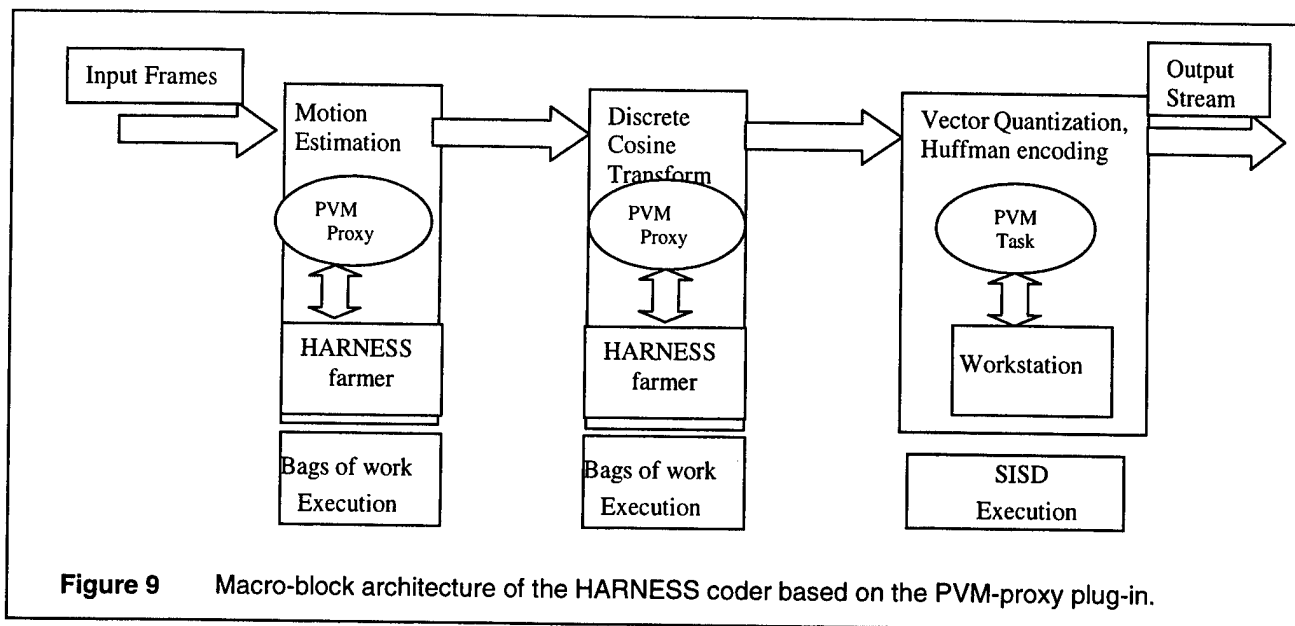 Input Frames
Motion
Estimation
PVM
Proxy
HARNESS
farmer
Bags of work
Execution
Discrete
Cosine
Transform
PVM
Proxy
HARNESS
farmer
Bags of work
Execution
Vector Quantization,
Huffman encoding
PVM
Task
Workstation
SISD
Execution
Output
Stream
Figure 9 Macro-block architecture of the HARNESS coder based on the PVM-proxy plug-in.